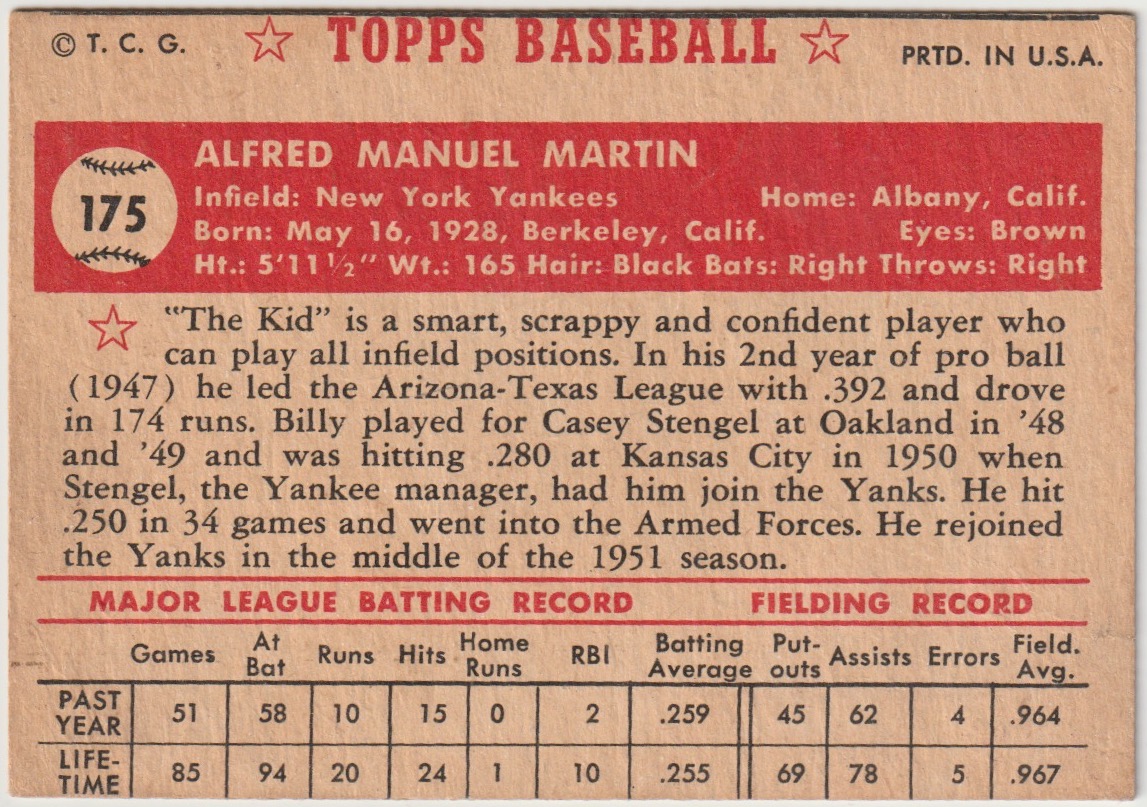 © T. C. G. ☆ TOPPS BASEBALL ☆ PRTD. IN U.S.A.
175
ALFRED MANUEL MARTIN
Infield: New York Yankees Home: Albany, Calif.
Born: May 16, 1928, Berkeley, Calif. Eyes: Brown
Ht.: 5'11 1/2" Wt.: 165 Hair: Black Bats: Right Throws: Right
☆ "The Kid" is a smart, scrappy and confident player who
can play all infield positions. In his 2nd year of pro ball
(1947) he led the Arizona-Texas League with .392 and drove
in 174 runs. Billy played for Casey Stengel at Oakland in '48
and '49 and was hitting .280 at Kansas City in 1950 when
Stengel, the Yankee manager, had him join the Yanks. He hit
.250 in 34 games and went into the Armed Forces. He rejoined
the Yanks in the middle of the 1951 season.
MAJOR LEAGUE BATTING RECORD FIELDING RECORD
Games At Bat Runs Hits Home Runs RBI Batting Average Put-outs Assists Errors Field. Avg.
PAST YEAR 51 58 10 15 0 2 .259 45 62 4 .964
LIFE-TIME 85 94 20 24 1 10 .255 69 78 5 .967